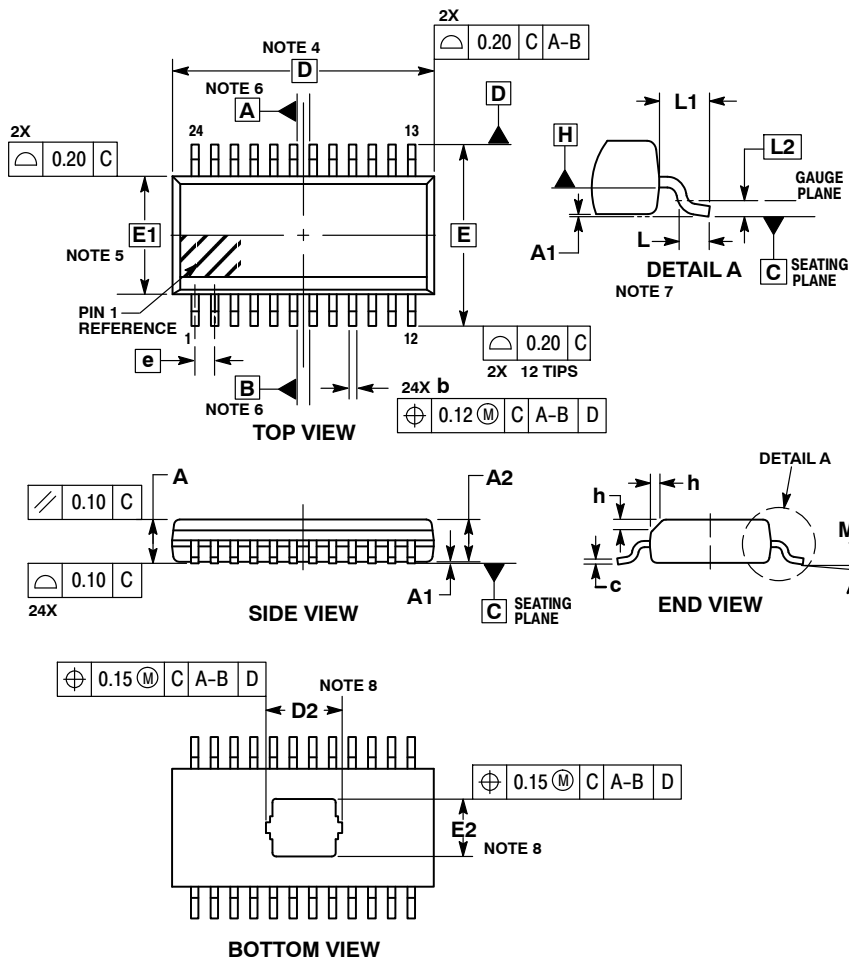 2X
⌓ 0.20 C A-B
NOTE 4
D
NOTE 6
A
D
2X
⌓ 0.20 C
24
13
E1
NOTE 5
E
PIN 1
REFERENCE
1
12
e
⌓ 0.20 C
2X 12 TIPS
B
NOTE 6
24X b
⌖ 0.12 Ⓜ C A-B D
TOP VIEW
L1
H
L2
GAUGE
PLANE
A1
L
DETAIL A
NOTE 7
C SEATING
PLANE
⫽ 0.10 C
A
A2
⌓ 0.10 C
24X
A1
C SEATING
PLANE
SIDE VIEW
DETAIL A
h
h
c
END VIEW
⌖ 0.15 Ⓜ C A-B D
NOTE 8
D2
⌖ 0.15 Ⓜ C A-B D
E2
NOTE 8
BOTTOM VIEW